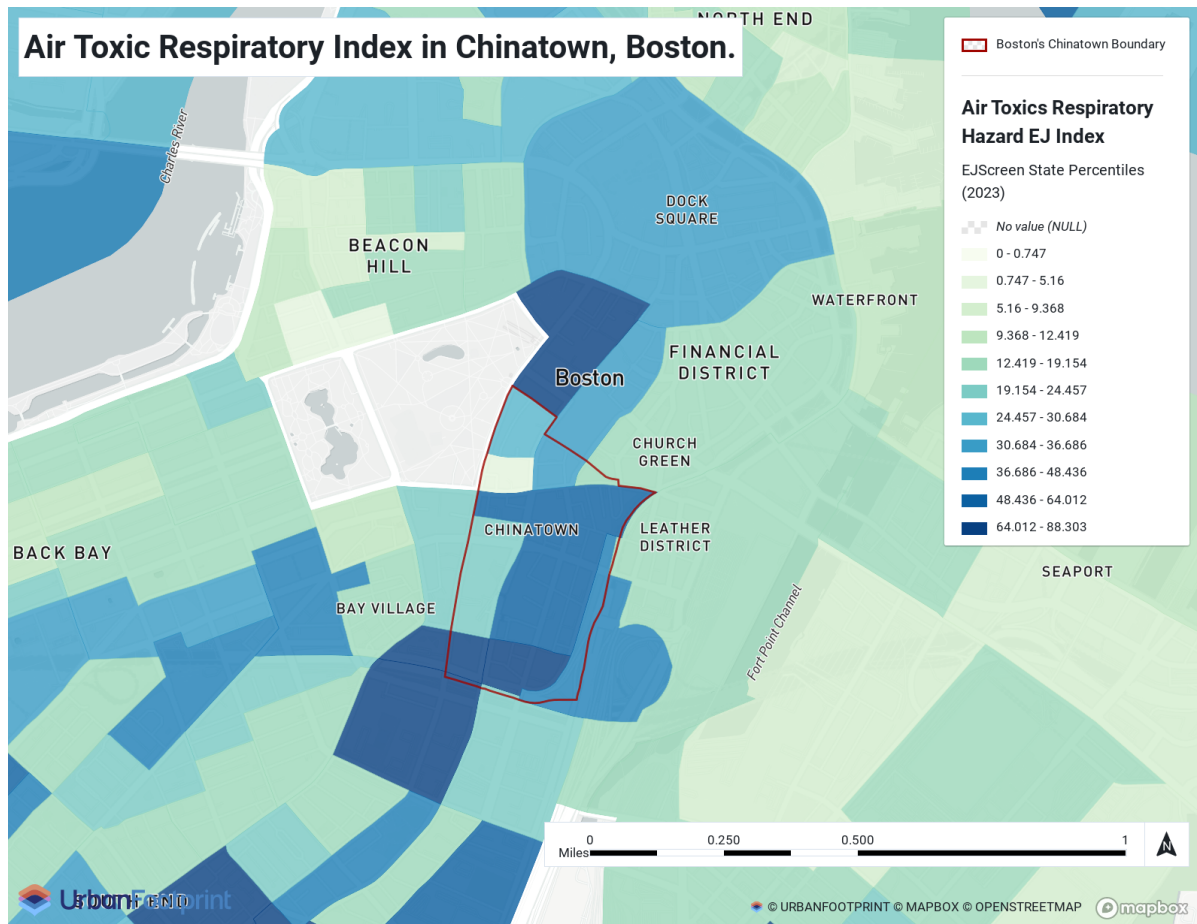 NORTH END
Air Toxic Respiratory Index in Chinatown, Boston.
Boston's Chinatown Boundary
Air Toxics Respiratory
Hazard EJ Index
EJScreen State Percentiles
(2023)
No value (NULL)
0 - 0.747
0.747 - 5.16
5.16 - 9.368
9.368 - 12.419
12.419 - 19.154
19.154 - 24.457
24.457 - 30.684
30.684 - 36.686
36.686 - 48.436
48.436 - 64.012
64.012 - 88.303
Charles River
DOCK
SQUARE
BEACON
HILL
WATERFRONT
FINANCIAL
DISTRICT
Boston
CHURCH
GREEN
CHINATOWN
LEATHER
DISTRICT
BACK BAY
SEAPORT
BAY VILLAGE
Fort Point Channel
0 0.250 0.500 1
Miles
N
SOUTH END
UrbanFootprint
© URBANFOOTPRINT © MAPBOX © OPENSTREETMAP
mapbox